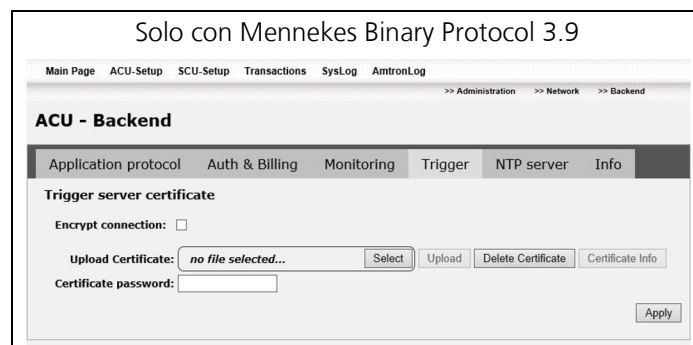 Solo con Mennekes Binary Protocol 3.9
Main Page ACU-Setup SCU-Setup Transactions SysLog AmtronLog
>> Administration >> Network >> Backend
ACU - Backend
Application protocol Auth & Billing Monitoring Trigger NTP server Info
Trigger server certificate
Encrypt connection:
Upload Certificate: no file selected... Select Upload Delete Certificate Certificate Info
Certificate password:
Apply